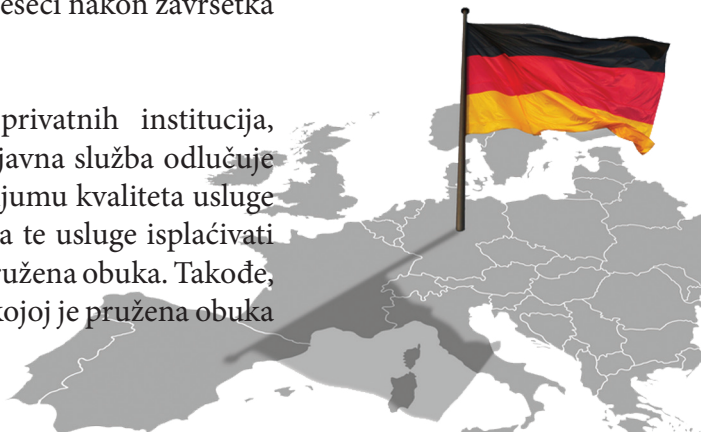 eseci nakon završetka
privatnih institucija,
javna služba odlučuje
jumu kvaliteta usluge
a te usluge isplaćivati
ružena obuka. Takođe,
kojoj je pružena obuka